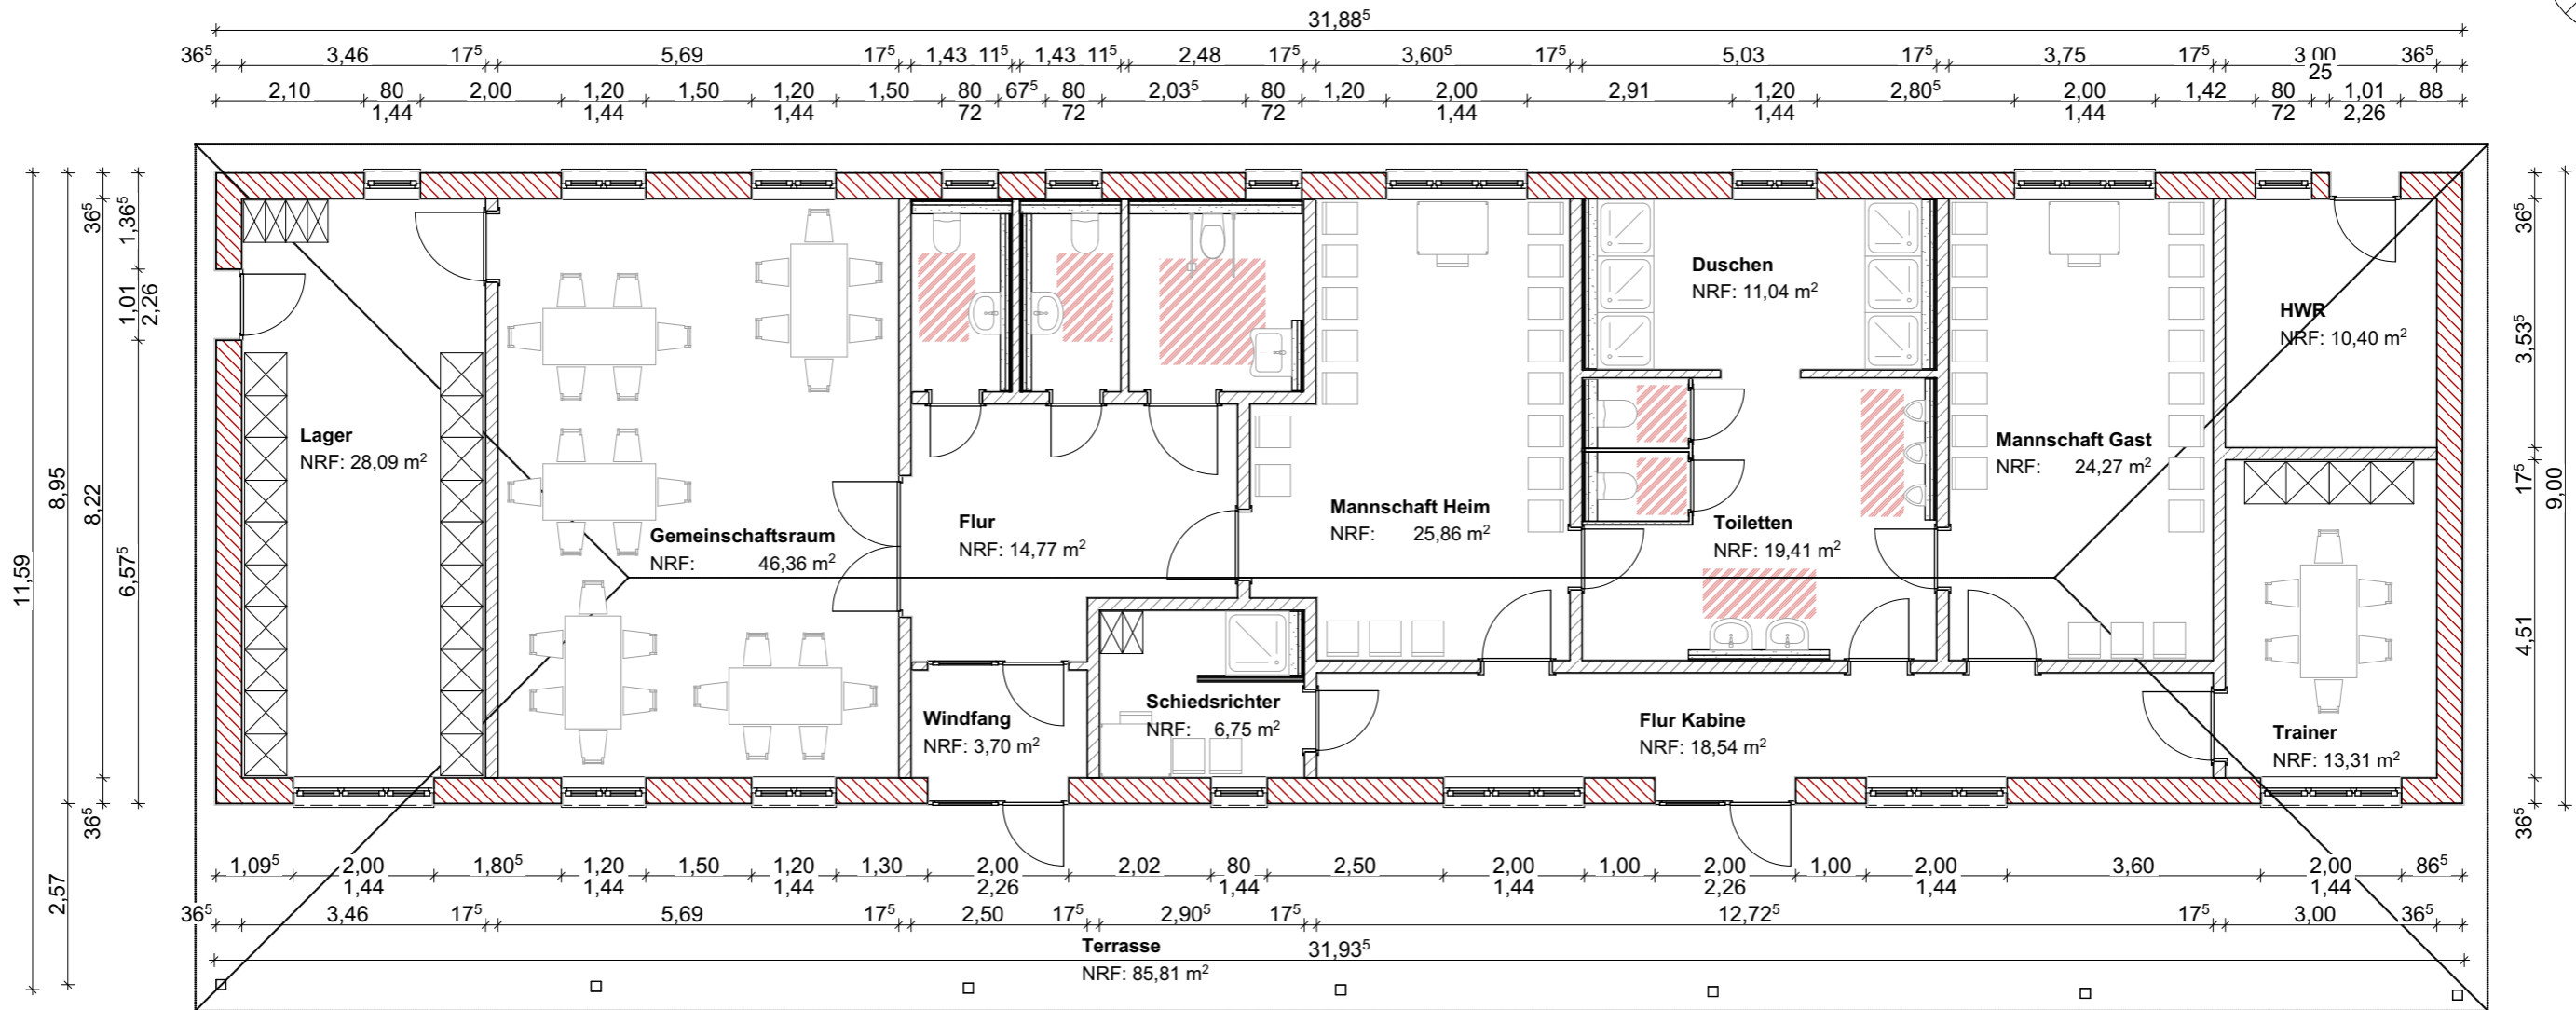 31,88⁵
36⁵ 3,46 17⁵ 5,69 17⁵ 1,43 11⁵ 1,43 11⁵ 2,48 17⁵ 3,60⁵ 17⁵ 5,03 17⁵ 3,75 17⁵ 3,00 36⁵
25
2,10 80 2,00 1,20 1,50 1,20 1,50 80 67⁵ 80 2,03⁵ 80 1,20 2,00 2,91 1,20 2,80⁵ 2,00 1,42 80 1,01 88
1,44 1,44 1,44 72 72 72 1,44 1,44 1,44 72 2,26
11,59
8,95
2,57
36⁵
8,22
36⁵
1,36⁵
1,01
2,26
6,57⁵
Lager
NRF: 28,09 m²
Gemeinschaftsraum
NRF: 46,36 m²
Flur
NRF: 14,77 m²
Windfang
NRF: 3,70 m²
Schiedsrichter
NRF: 6,75 m²
Mannschaft Heim
NRF: 25,86 m²
Duschen
NRF: 11,04 m²
Toiletten
NRF: 19,41 m²
Flur Kabine
NRF: 18,54 m²
Mannschaft Gast
NRF: 24,27 m²
HWR
NRF: 10,40 m²
Trainer
NRF: 13,31 m²
36⁵
3,53⁵
17⁵
4,51
36⁵
9,00
1,09⁵ 2,00 1,80⁵ 1,20 1,50 1,20 1,30 2,00 2,02 80 2,50 2,00 1,00 2,00 1,00 2,00 3,60 2,00 86⁵
1,44 1,44 1,44 2,26 1,44 1,44 2,26 1,44 1,44
36⁵ 3,46 17⁵ 5,69 17⁵ 2,50 17⁵ 2,90⁵ 17⁵ 12,72⁵ 17⁵ 3,00 36⁵
Terrasse
NRF: 85,81 m²
31,93⁵